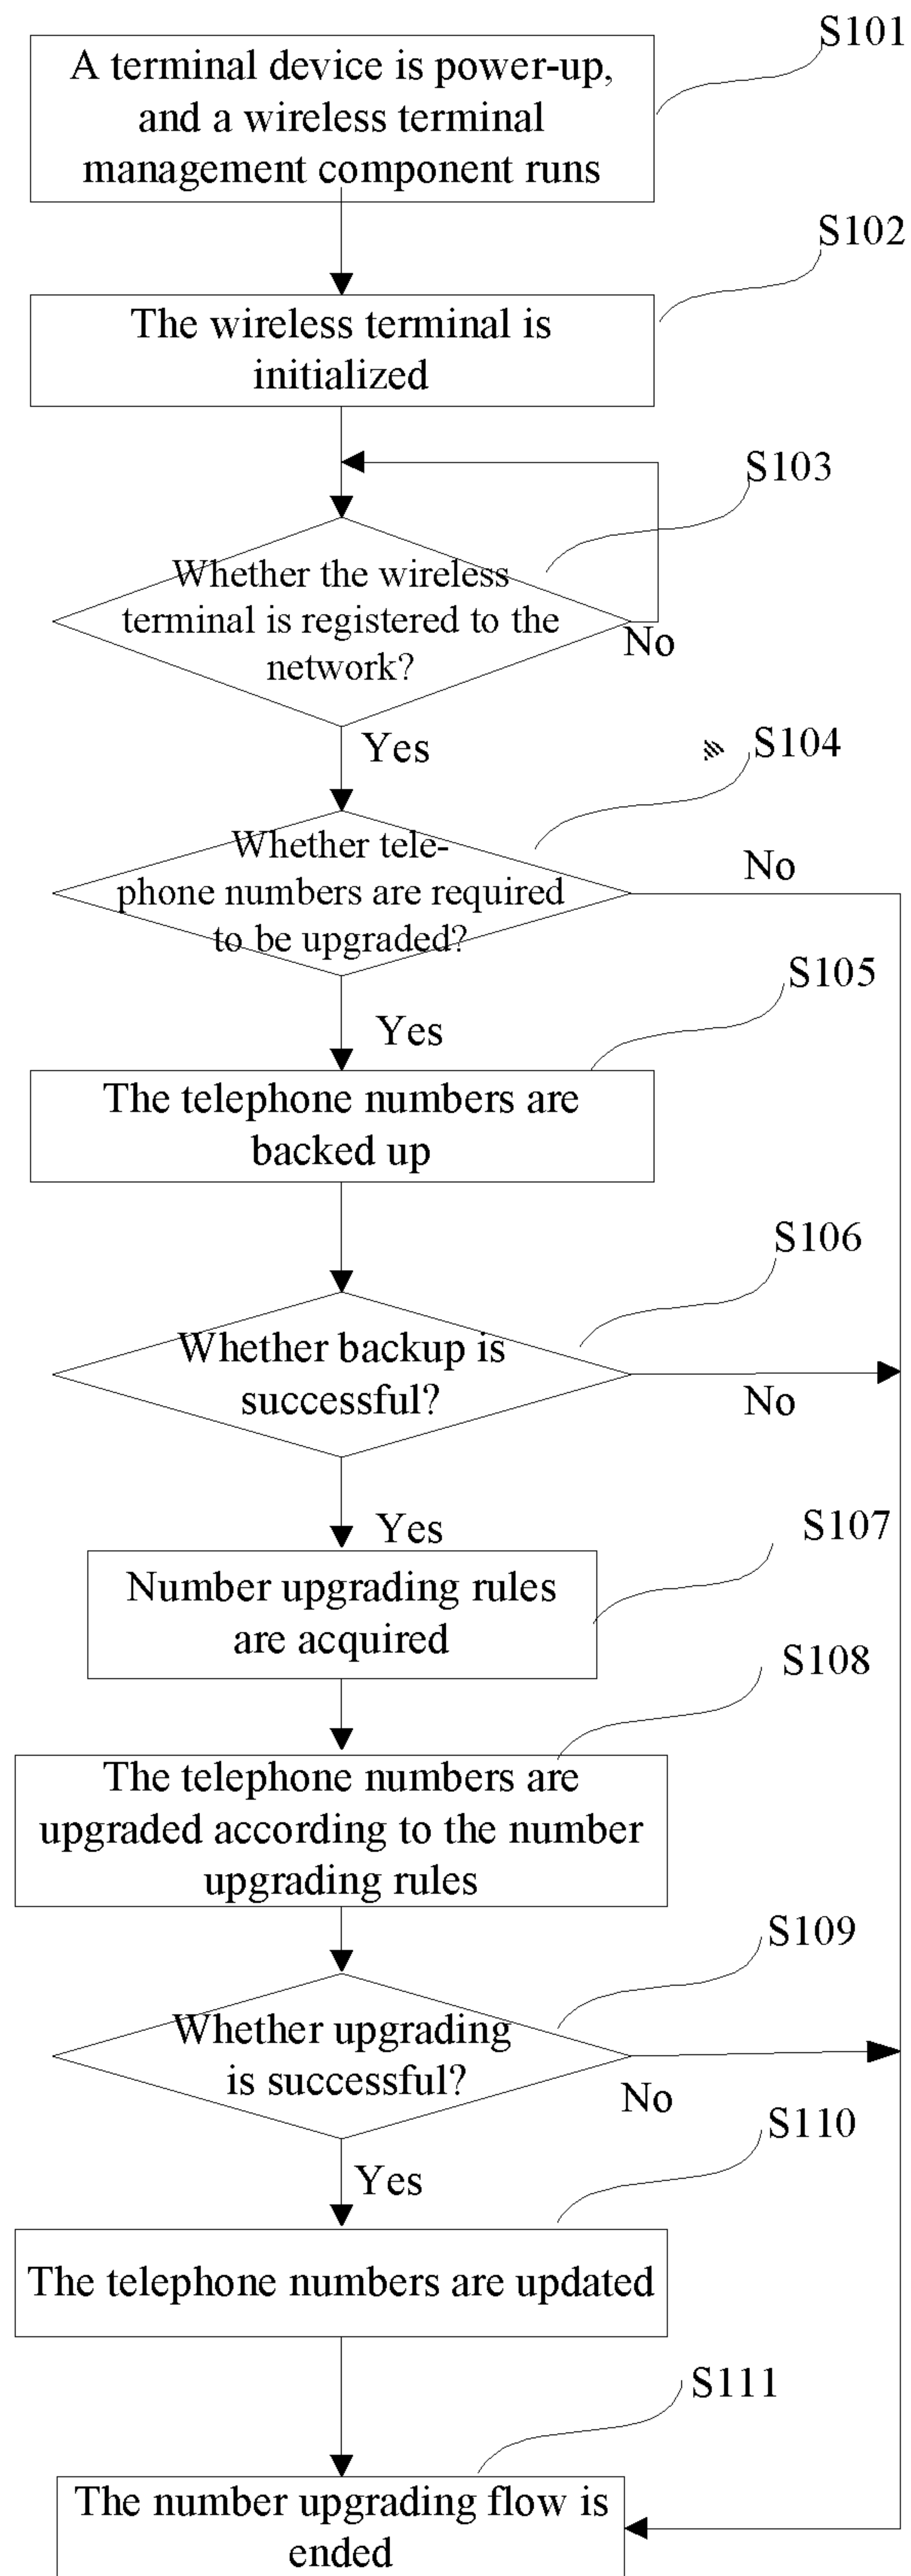 S101
A terminal device is power-up,
and a wireless terminal
management component runs
S102
The wireless terminal is
initialized
S103
Whether the wireless
terminal is registered to the
network?
No
Yes
S104
Whether tele-
phone numbers are required
to be upgraded?
No
S105
Yes
The telephone numbers are
backed up
S106
Whether backup is
successful?
No
Yes
S107
Number upgrading rules
are acquired
S108
The telephone numbers are
upgraded according to the number
upgrading rules
S109
Whether upgrading
is successful?
No
S110
Yes
The telephone numbers are updated
S111
The number upgrading flow is
ended